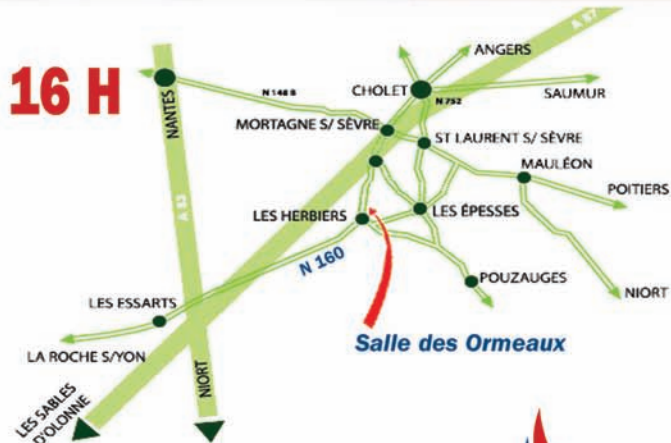 A 87
16 H
ANGERS
NANTES
N 149 B
CHOLET
N 752
SAUMUR
MORTAGNE S/ SÈVRE
ST LAURENT S/ SÈVRE
MAULÉON
POITIERS
A 83
LES HERBIERS
LES ÉPESSES
N 160
POUZAUGES
NIORT
LES ESSARTS
Salle des Ormeaux
LA ROCHE S/YON
NIORT
LES SABLES
D'OLONNE